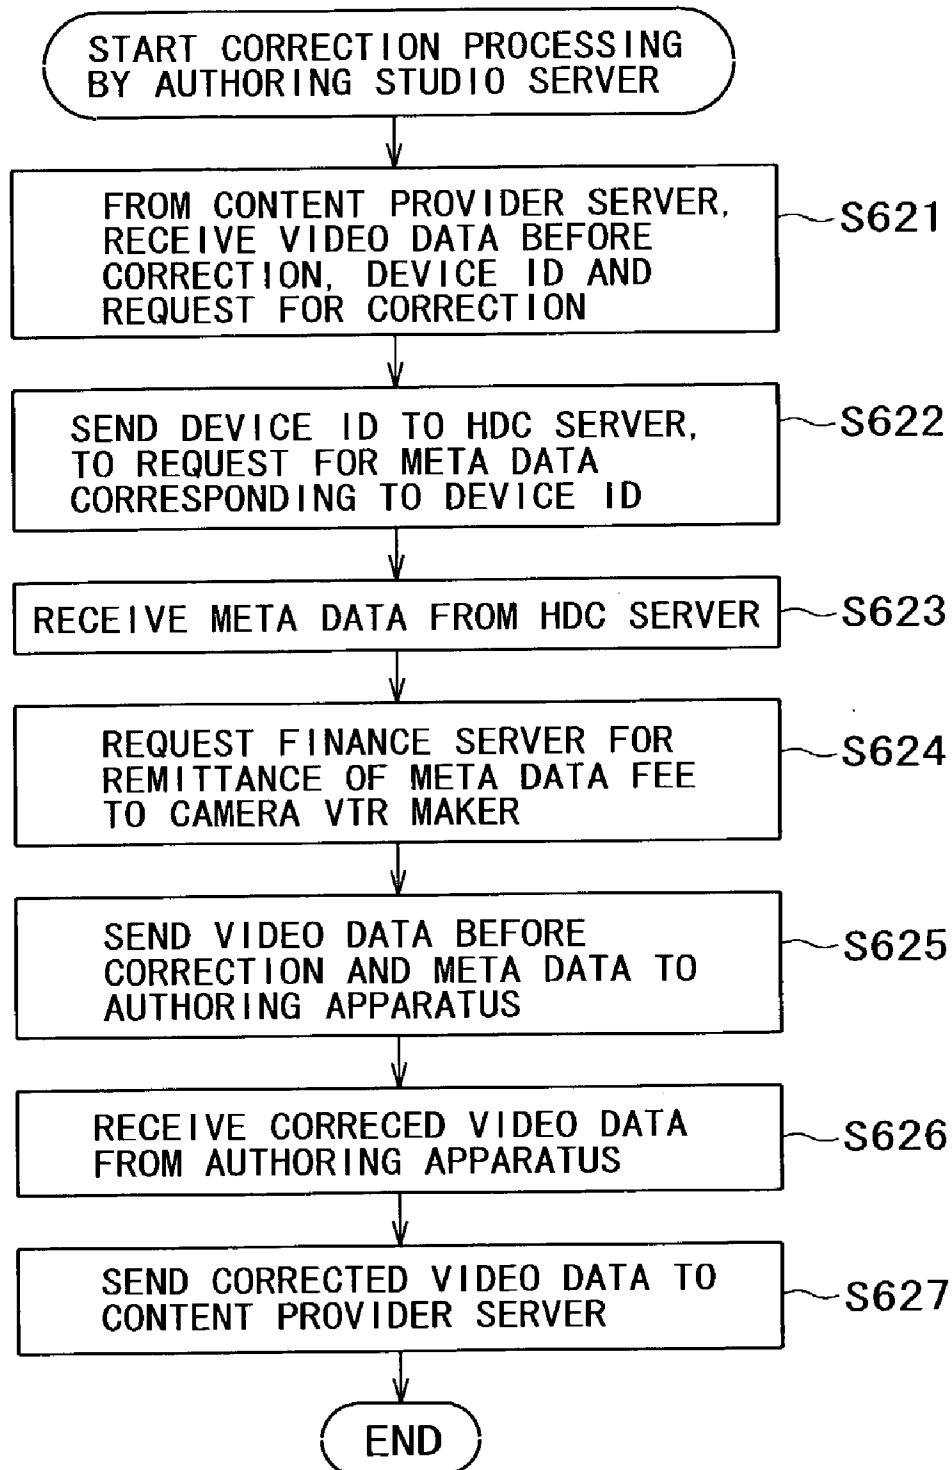 START CORRECTION PROCESSING
BY AUTHORING STUDIO SERVER
FROM CONTENT PROVIDER SERVER,
RECEIVE VIDEO DATA BEFORE
CORRECTION, DEVICE ID AND
REQUEST FOR CORRECTION
S621
SEND DEVICE ID TO HDC SERVER,
TO REQUEST FOR META DATA
CORRESPONDING TO DEVICE ID
S622
RECEIVE META DATA FROM HDC SERVER
S623
REQUEST FINANCE SERVER FOR
REMITTANCE OF META DATA FEE
TO CAMERA VTR MAKER
S624
SEND VIDEO DATA BEFORE
CORRECTION AND META DATA TO
AUTHORING APPARATUS
S625
RECEIVE CORRECED VIDEO DATA
FROM AUTHORING APPARATUS
S626
SEND CORRECTED VIDEO DATA TO
CONTENT PROVIDER SERVER
S627
END